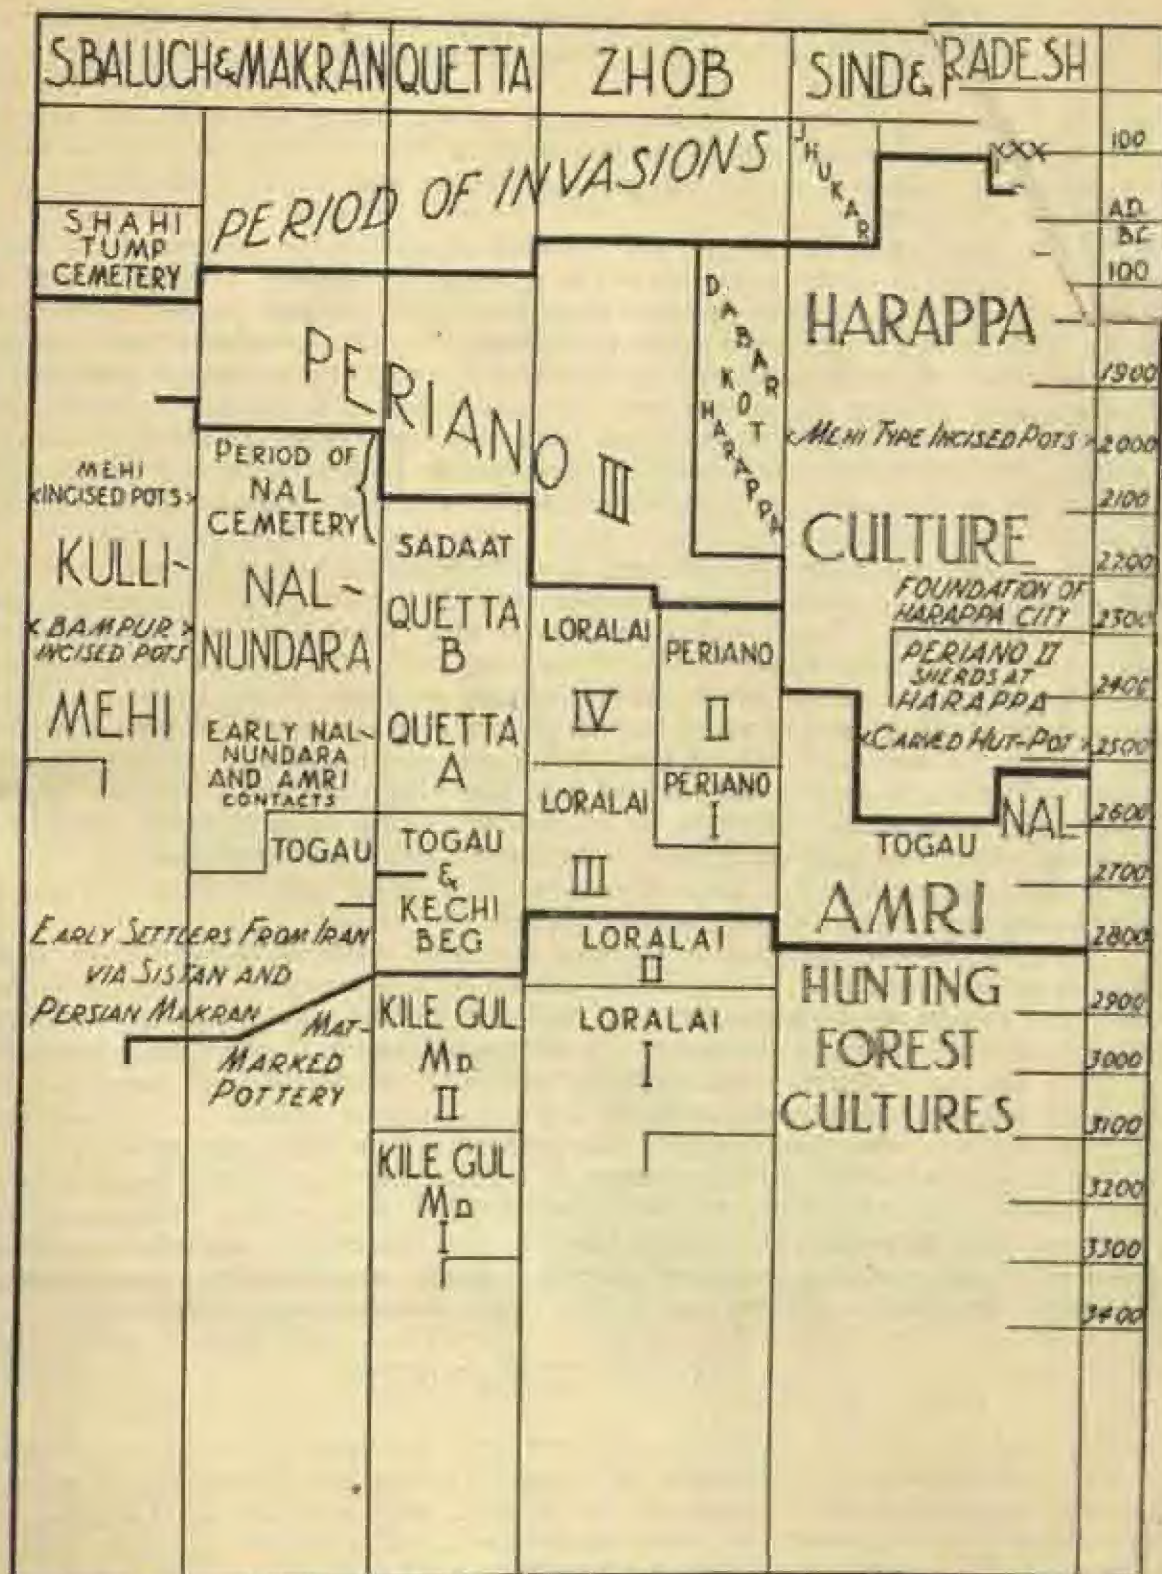 S.BALUCH&MAKRAN
QUETTA
ZHOB
SIND&
RADESH
PERIOD OF INVASIONS
JHUKAR
SHAHI
TUMP
CEMETERY
PERIANO
III
DABAR
KOT
HARAPPA
HARAPPA
<MEHI TYPE INCISED POTS>
CULTURE
FOUNDATION OF
HARAPPA CITY
PERIANO II
SHERDS AT
HARAPPA
<CARVED HUT-POT>
MEHI
<INCISED POTS>
KULLI-
<BAMPUR>
INCISED POTS
MEHI
PERIOD OF
NAL
CEMETERY
NAL-
NUNDARA
EARLY NAL-
NUNDARA
AND AMRI
CONTACTS
TOGAU
SADAAT
QUETTA
B
QUETTA
A
TOGAU
&
KECHI
BEG
LORALAI
IV
PERIANO
II
LORALAI
III
PERIANO
I
NAL
TOGAU
AMRI
EARLY SETTLERS FROM IRAN
VIA SISTAN AND
PERSIAN MAKRAN
MAT-
MARKED
POTTERY
KILE GUL
MD
II
KILE GUL
MD
I
LORALAI
II
LORALAI
I
HUNTING
FOREST
CULTURES
100
A.D.
B.C.
100
1900
2000
2100
2200
2300
2400
2500
2600
2700
2800
2900
3000
3100
3200
3300
3400